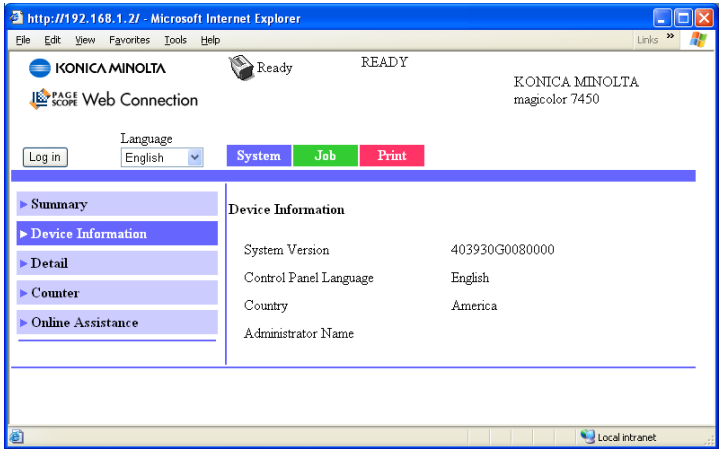 http://192.168.1.2/ - Microsoft Internet Explorer
File Edit View Favorites Tools Help Links »
KONICA MINOLTA Ready READY
KONICA MINOLTA
magicolor 7450
PAGE SCOPE Web Connection
Language
Log in English System Job Print
Summary
Device Information
Detail
Counter
Online Assistance
Device Information
System Version 403930G0080000
Control Panel Language English
Country America
Administrator Name
Local intranet